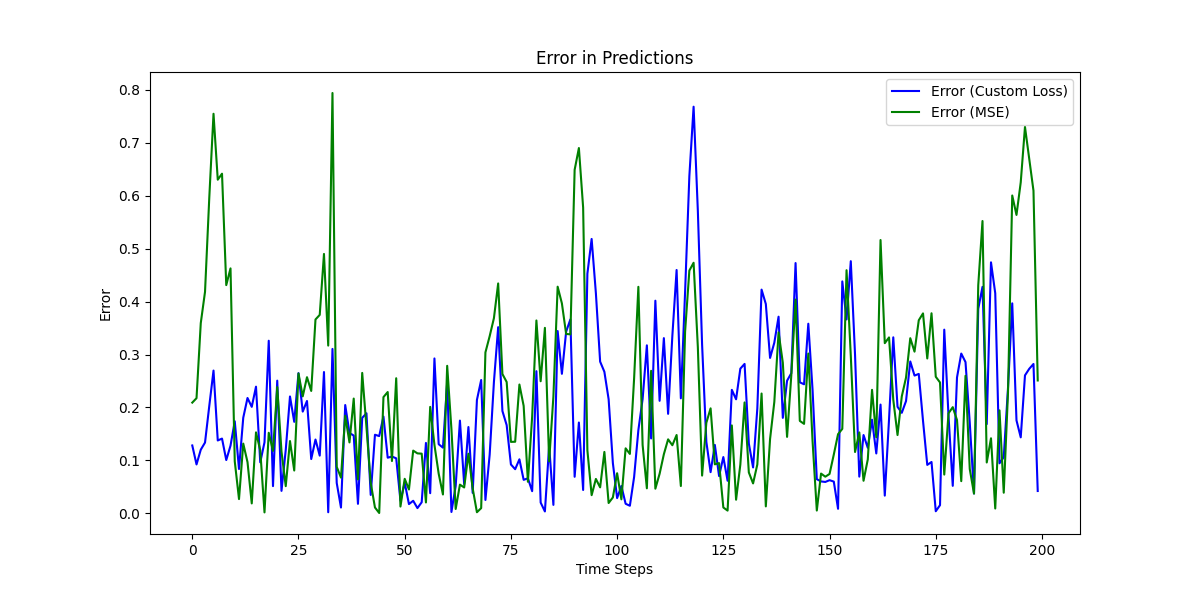 Error in Predictions
Error (Custom Loss)
Error (MSE)
Error
0.8
0.7
0.6
0.5
0.4
0.3
0.2
0.1
0.0
0 25 50 75 100 125 150 175 200
Time Steps